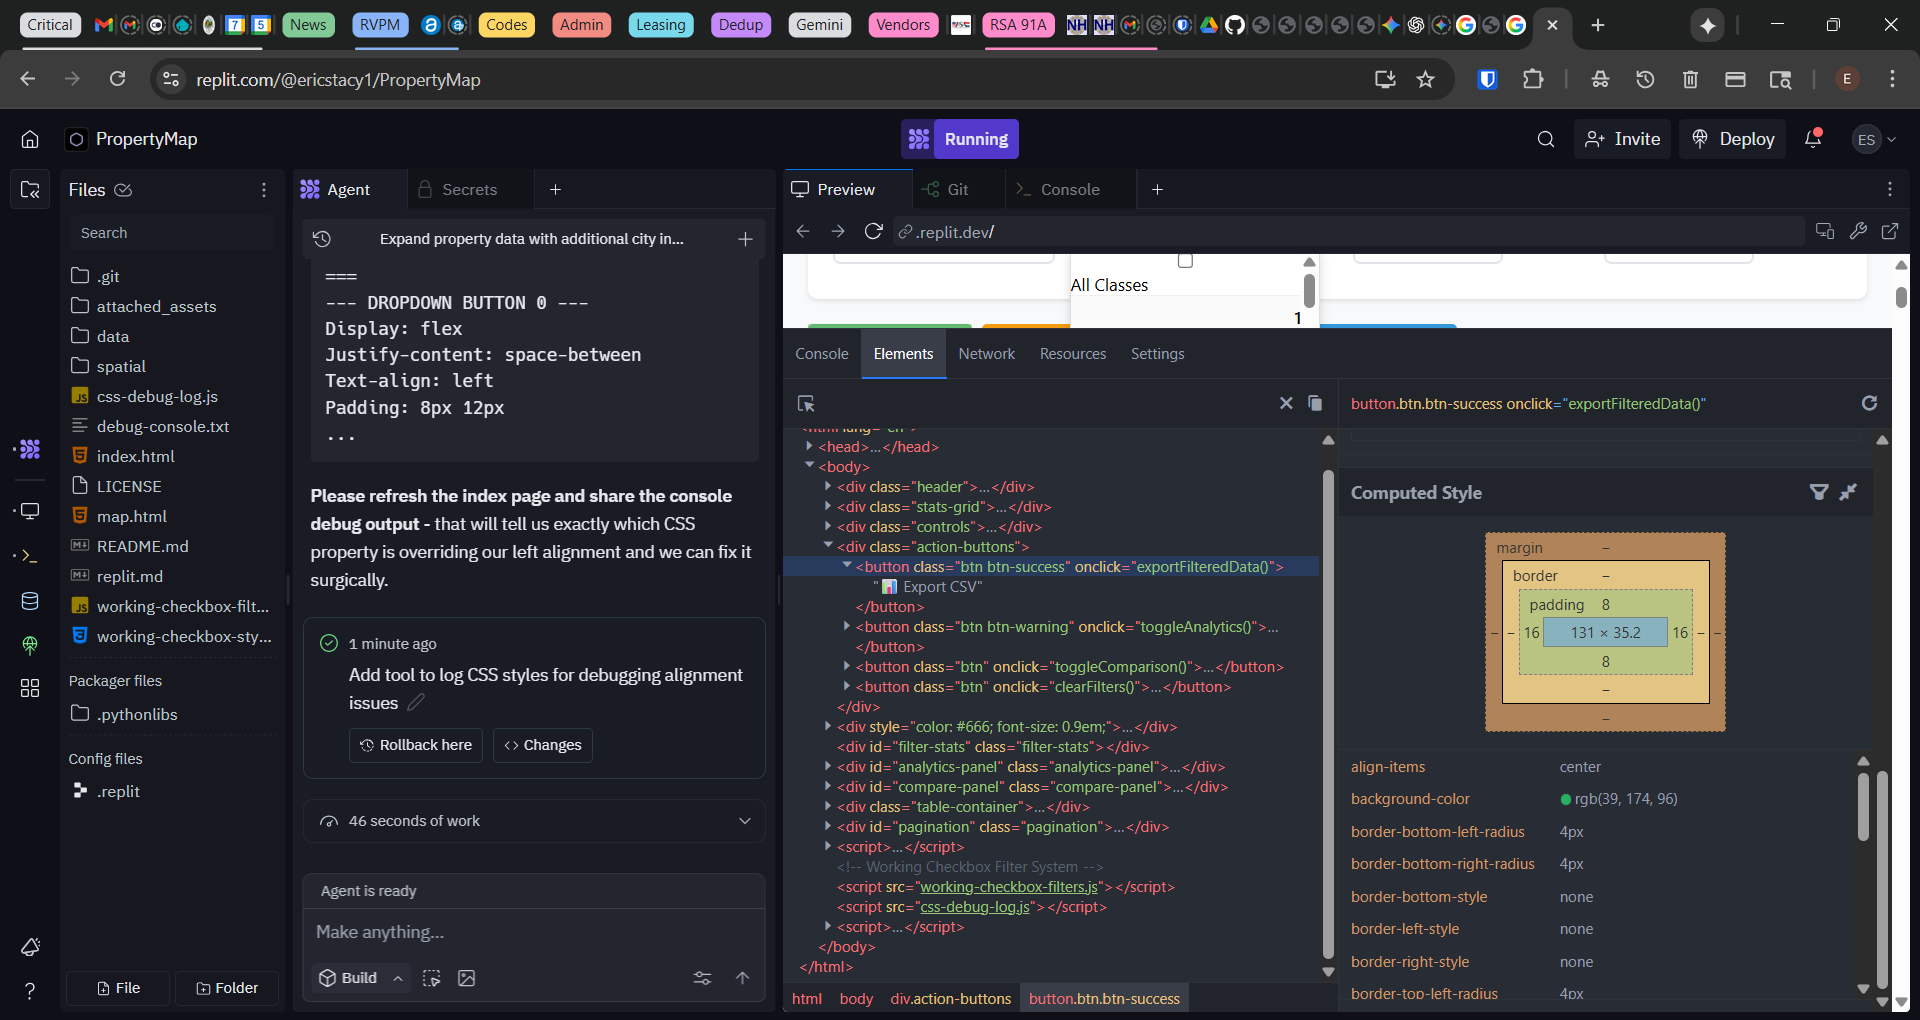 Critical
7
5
News
RVPM
Codes
Admin
Leasing
Dedup
Gemini
Vendors
RSA 91A
NH
NH
replit.com/@ericstacy1/PropertyMap
E
PropertyMap
Running
Invite
Deploy
ES
Files
Search
.git
attached_assets
data
spatial
css-debug-log.js
debug-console.txt
index.html
LICENSE
map.html
README.md
replit.md
working-checkbox-filt...
working-checkbox-sty...
Packager files
.pythonlibs
Config files
.replit
File
Folder
Agent
Secrets
Expand property data with additional city in...
===
--- DROPDOWN BUTTON 0 ---
Display: flex
Justify-content: space-between
Text-align: left
Padding: 8px 12px
...
Please refresh the index page and share the console
debug output - that will tell us exactly which CSS
property is overriding our left alignment and we can fix it
surgically.
1 minute ago
Add tool to log CSS styles for debugging alignment
issues
Rollback here
Changes
46 seconds of work
Agent is ready
Make anything...
Build
Preview
Git
Console
.replit.dev/
All Classes
1
Console
Elements
Network
Resources
Settings
<html lang="en">
<head>...</head>
<body>
<div class="header">...</div>
<div class="stats-grid">...</div>
<div class="controls">...</div>
<div class="action-buttons">
<button class="btn btn-success" onclick="exportFilteredData()">
"📊 Export CSV"
</button>
<button class="btn btn-warning" onclick="toggleAnalytics()">...
</button>
<button class="btn" onclick="toggleComparison()">...</button>
<button class="btn" onclick="clearFilters()">...</button>
</div>
<div style="color: #666; font-size: 0.9em;">...</div>
<div id="filter-stats" class="filter-stats"></div>
<div id="analytics-panel" class="analytics-panel">...</div>
<div id="compare-panel" class="compare-panel">...</div>
<div class="table-container">...</div>
<div id="pagination" class="pagination">...</div>
<script>...</script>
<!-- Working Checkbox Filter System -->
<script src="working-checkbox-filters.js"></script>
<script src="css-debug-log.js"></script>
<script>...</script>
</body>
</html>
html body div.action-buttons button.btn.btn-success
button.btn.btn-success onclick="exportFilteredData()"
Computed Style
margin –
border –
padding 8
– – 16 131 × 35.2 16 – –
8
–
–
align-items center
background-color rgb(39, 174, 96)
border-bottom-left-radius 4px
border-bottom-right-radius 4px
border-bottom-style none
border-left-style none
border-right-style none
border-top-left-radius 4px